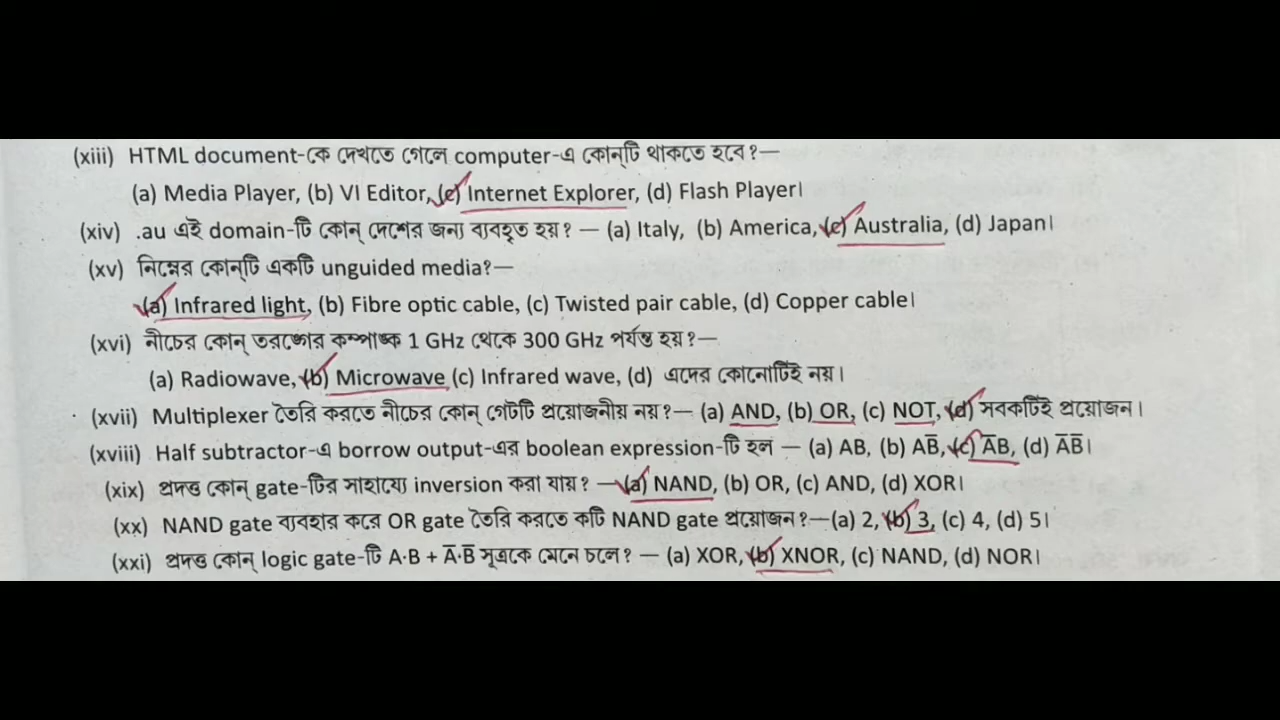 (xiii) HTML document-কে দেখতে গেলে computer-এ কোন্‌টি থাকতে হবে?—
(a) Media Player, (b) VI Editor, (c) Internet Explorer, (d) Flash Player।
(xiv) .au এই domain-টি কোন্ দেশের জন্য ব্যবহৃত হয়? — (a) Italy, (b) America, (c) Australia, (d) Japan।
(xv) নিম্নের কোন্‌টি একটি unguided media?—
(a) Infrared light, (b) Fibre optic cable, (c) Twisted pair cable, (d) Copper cable।
(xvi) নীচের কোন্ তরঙ্গের কম্পাঙ্ক 1 GHz থেকে 300 GHz পর্যন্ত হয়?—
(a) Radiowave, (b) Microwave (c) Infrared wave, (d) এদের কোনোটিই নয়।
(xvii) Multiplexer তৈরি করতে নীচের কোন্ গেটটি প্রয়োজনীয় নয়?— (a) AND, (b) OR, (c) NOT, (d) সবকটিই প্রয়োজন।
(xviii) Half subtractor-এ borrow output-এর boolean expression-টি হল — (a) AB, (b) AB̅, (c) A̅B, (d) A̅B̅।
(xix) প্রদত্ত কোন্ gate-টির সাহায্যে inversion করা যায়? — (a) NAND, (b) OR, (c) AND, (d) XOR।
(xx) NAND gate ব্যবহার করে OR gate তৈরি করতে কটি NAND gate প্রয়োজন?—(a) 2, (b) 3, (c) 4, (d) 5।
(xxi) প্রদত্ত কোন্ logic gate-টি A·B + A̅·B̅ সূত্রকে মেনে চলে? — (a) XOR, (b) XNOR, (c) NAND, (d) NOR।